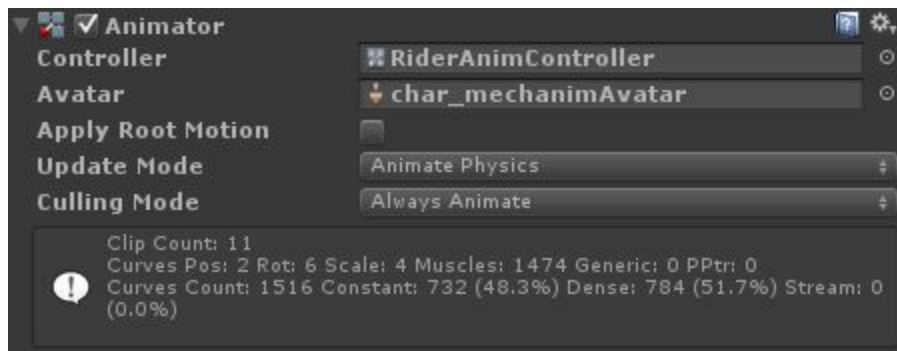 Animator
Controller RiderAnimController
Avatar char_mechanimAvatar
Apply Root Motion
Update Mode Animate Physics
Culling Mode Always Animate
Clip Count: 11
Curves Pos: 2 Rot: 6 Scale: 4 Muscles: 1474 Generic: 0 PPtr: 0
Curves Count: 1516 Constant: 732 (48.3%) Dense: 784 (51.7%) Stream: 0
(0.0%)